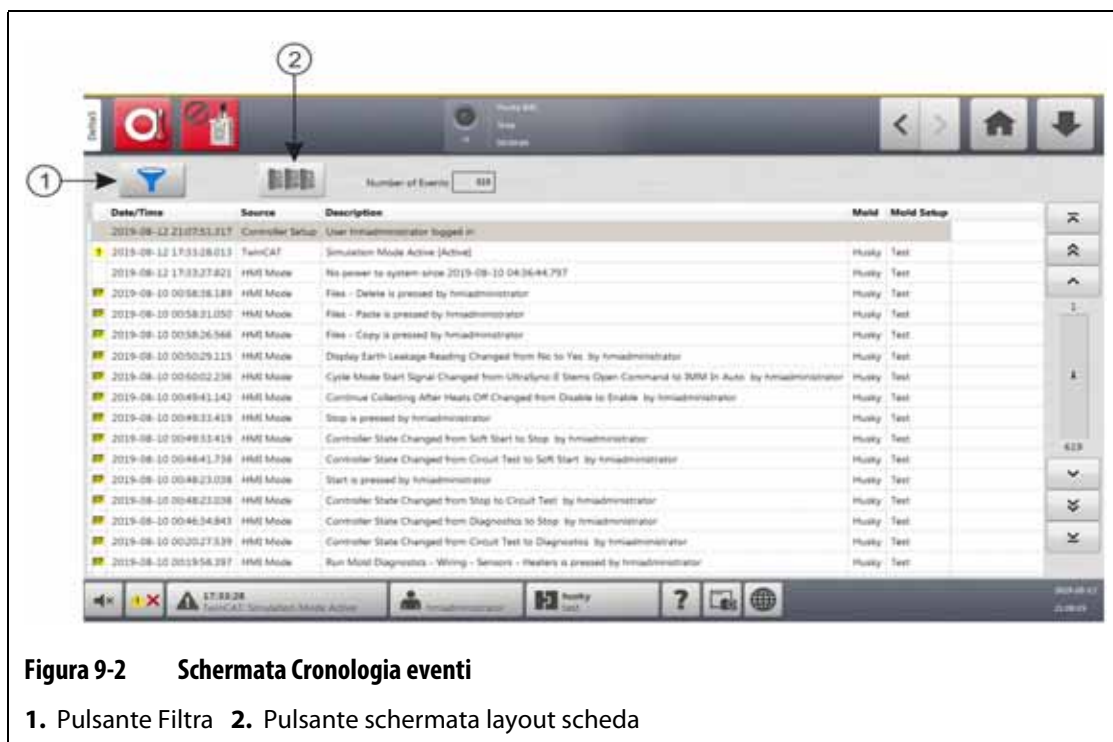 2
Delta5
1
Number of Events 619
Date/Time Source Description Mold Mold Setup
2019-08-12 21:07:51.317 Controller Setup User hmiadministrator logged in
2019-08-12 17:33:28.013 TwinCAT Simulation Mode Active [Active] Husky Test
2019-08-12 17:33:27.821 HMI Mode No power to system since 2019-08-10 04:36:44.797 Husky Test
2019-08-10 00:58:38.189 HMI Mode Files - Delete is pressed by hmiadministrator Husky Test
2019-08-10 00:58:31.050 HMI Mode Files - Paste is pressed by hmiadministrator Husky Test
2019-08-10 00:58:26.566 HMI Mode Files - Copy is pressed by hmiadministrator Husky Test
2019-08-10 00:50:29.115 HMI Mode Display Earth Leakage Reading Changed from No to Yes by hmiadministrator Husky Test
2019-08-10 00:50:02.236 HMI Mode Cycle Mode Start Signal Changed from UltraSync-E Stems Open Command to IMM In Auto by hmiadministrator Husky Test
2019-08-10 00:49:41.142 HMI Mode Continue Collecting After Heats Off Changed from Disable to Enable by hmiadministrator Husky Test
2019-08-10 00:49:33.419 HMI Mode Stop is pressed by hmiadministrator Husky Test
2019-08-10 00:49:33.419 HMI Mode Controller State Changed from Soft Start to Stop by hmiadministrator Husky Test
2019-08-10 00:48:41.738 HMI Mode Controller State Changed from Circuit Test to Soft Start by hmiadministrator Husky Test
2019-08-10 00:48:23.038 HMI Mode Start is pressed by hmiadministrator Husky Test
2019-08-10 00:48:23.038 HMI Mode Controller State Changed from Stop to Circuit Test by hmiadministrator Husky Test
2019-08-10 00:46:34.843 HMI Mode Controller State Changed from Diagnostics to Stop by hmiadministrator Husky Test
2019-08-10 00:20:27.539 HMI Mode Controller State Changed from Circuit Test to Diagnostics by hmiadministrator Husky Test
2019-08-10 00:19:56.397 HMI Mode Run Mold Diagnostics - Wiring - Sensors - Heaters is pressed by hmiadministrator Husky Test
1
619
17:33:28
TwinCAT: Simulation Mode Active
hmiadministrator
husky
test
?
Figura 9-2 Schermata Cronologia eventi
1. Pulsante Filtra 2. Pulsante schermata layout scheda